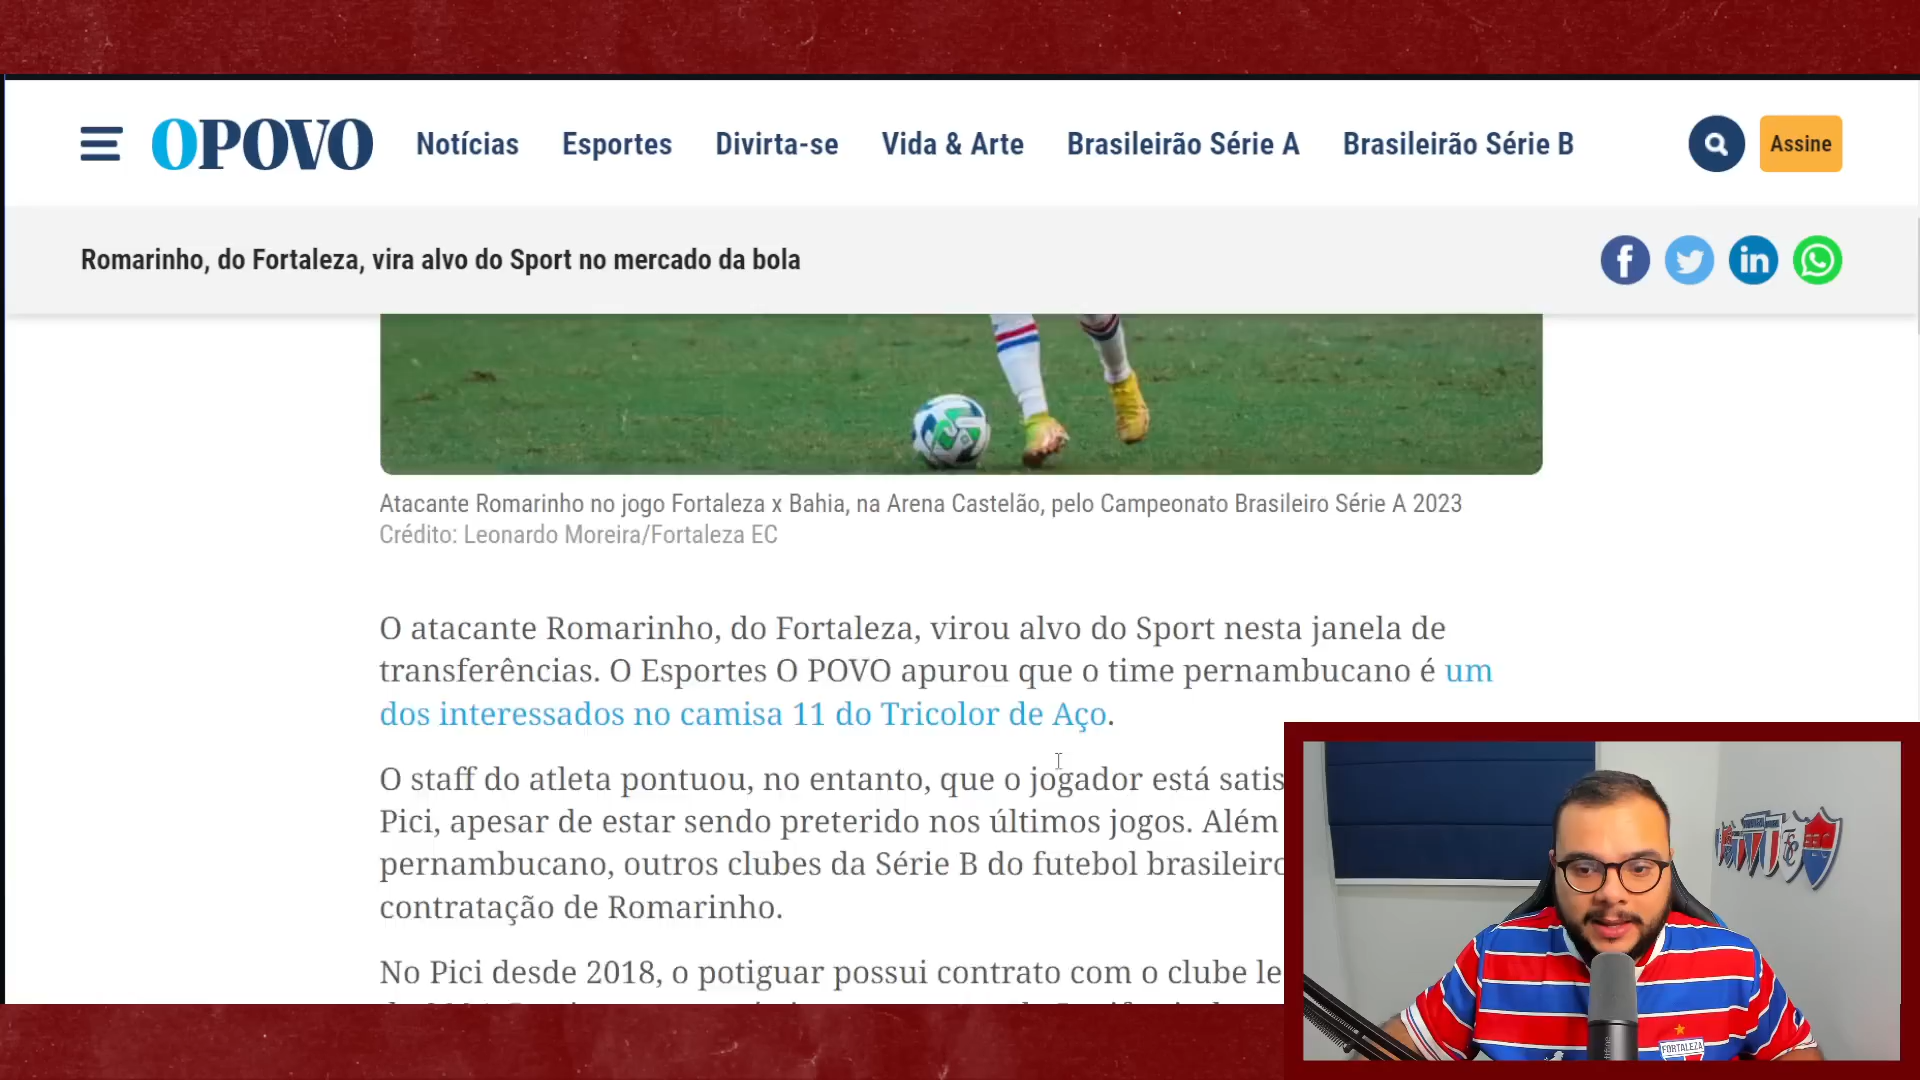 OPOVO
Notícias
Esportes
Divirta-se
Vida & Arte
Brasileirão Série A
Brasileirão Série B
Assine
Romarinho, do Fortaleza, vira alvo do Sport no mercado da bola
Atacante Romarinho no jogo Fortaleza x Bahia, na Arena Castelão, pelo Campeonato Brasileiro Série A 2023
Crédito: Leonardo Moreira/Fortaleza EC
O atacante Romarinho, do Fortaleza, virou alvo do Sport nesta janela de
transferências. O Esportes O POVO apurou que o time pernambucano é um
dos interessados no camisa 11 do Tricolor de Aço.
O staff do atleta pontuou, no entanto, que o jogador está satis
Pici, apesar de estar sendo preterido nos últimos jogos. Além
pernambucano, outros clubes da Série B do futebol brasileiro
contratação de Romarinho.
No Pici desde 2018, o potiguar possui contrato com o clube le
FORTALEZA